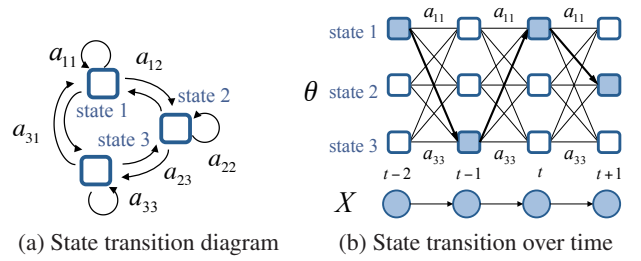 a11
a12
state 2
state 1
a31
state 3
a22
a23
a33
(a) State transition diagram
a11 a11 a11
state 1
θ state 2
state 3
a33 a33 a33
t − 2 t − 1 t t + 1
X
(b) State transition over time